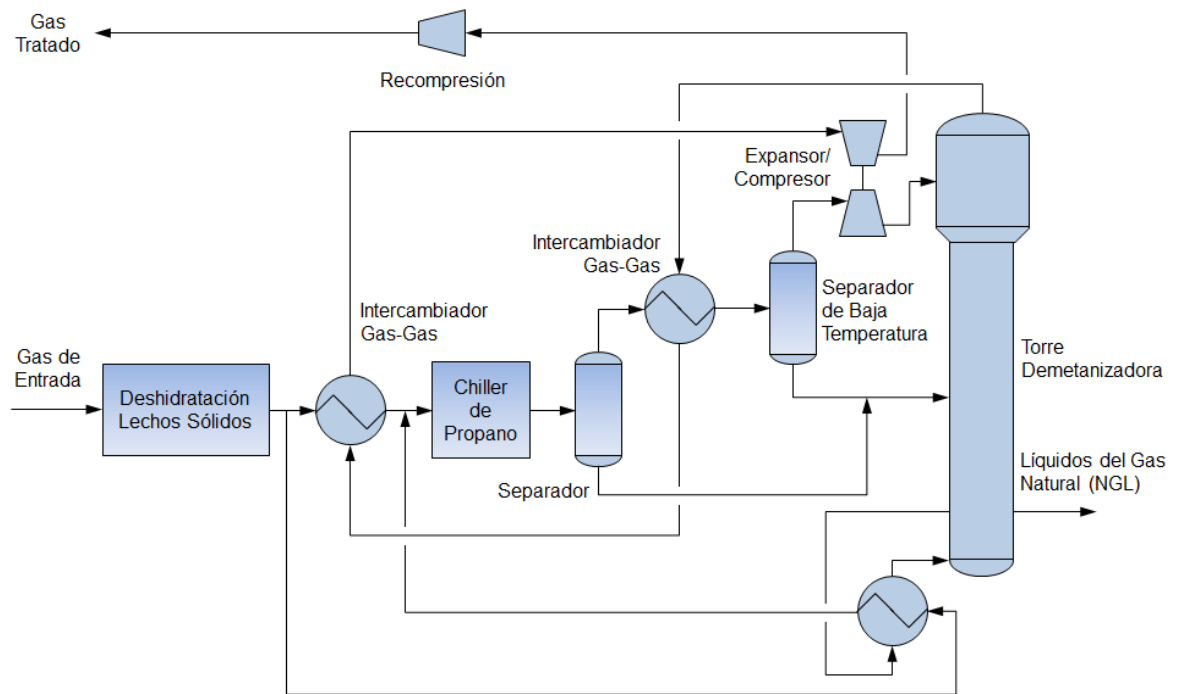 Gas
Tratado
Recompresión
Expansor/
Compresor
Intercambiador
Gas-Gas
Separador
de Baja
Temperatura
Intercambiador
Gas-Gas
Torre
Demetanizadora
Gas de
Entrada
Deshidratación
Lechos Sólidos
Chiller
de
Propano
Separador
Líquidos del Gas
Natural (NGL)